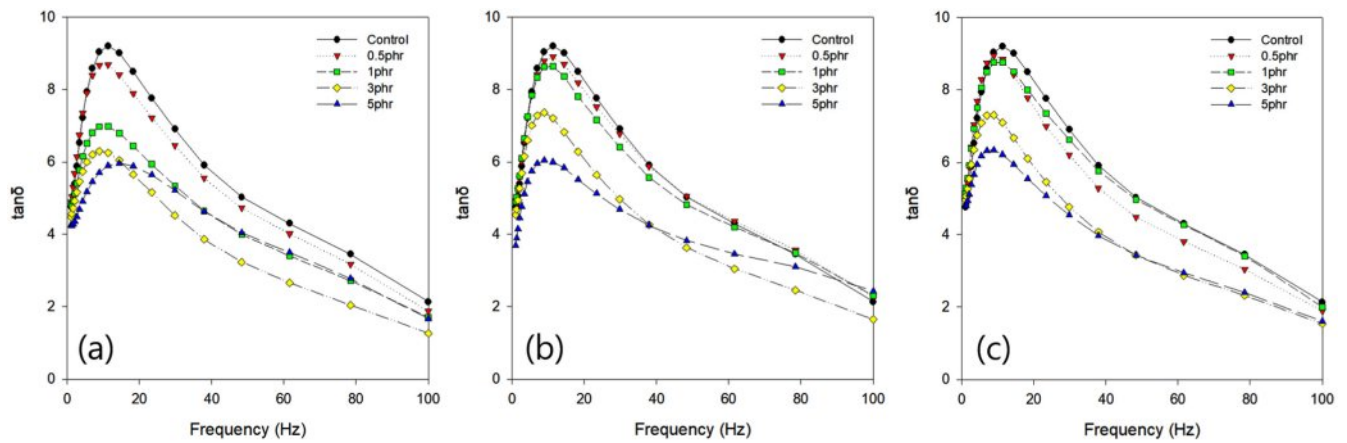 10
8
6
4
2
0
tanδ
Control
0.5phr
1phr
3phr
5phr
(a)
0 20 40 60 80 100
Frequency (Hz)
10
8
6
4
2
0
tanδ
Control
0.5phr
1phr
3phr
5phr
(b)
0 20 40 60 80 100
Frequency (Hz)
10
8
6
4
2
0
tanδ
Control
0.5phr
1phr
3phr
5phr
(c)
0 20 40 60 80 100
Frequency (Hz)